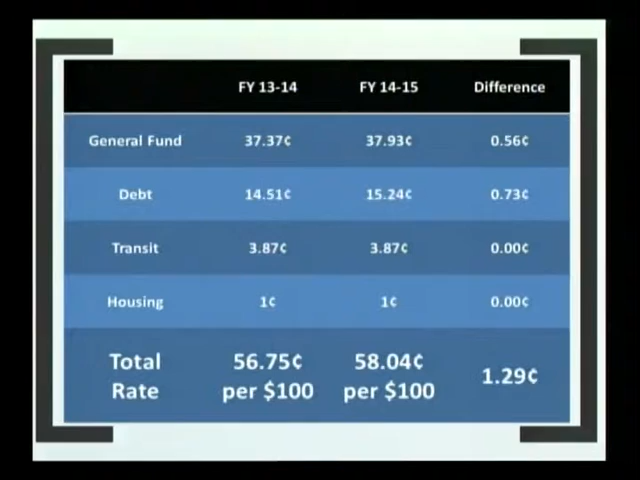 FY 13-14 FY 14-15 Difference
General Fund 37.37¢ 37.93¢ 0.56¢
Debt 14.51¢ 15.24¢ 0.73¢
Transit 3.87¢ 3.87¢ 0.00¢
Housing 1¢ 1¢ 0.00¢
Total Rate 56.75¢ per $100 58.04¢ per $100 1.29¢